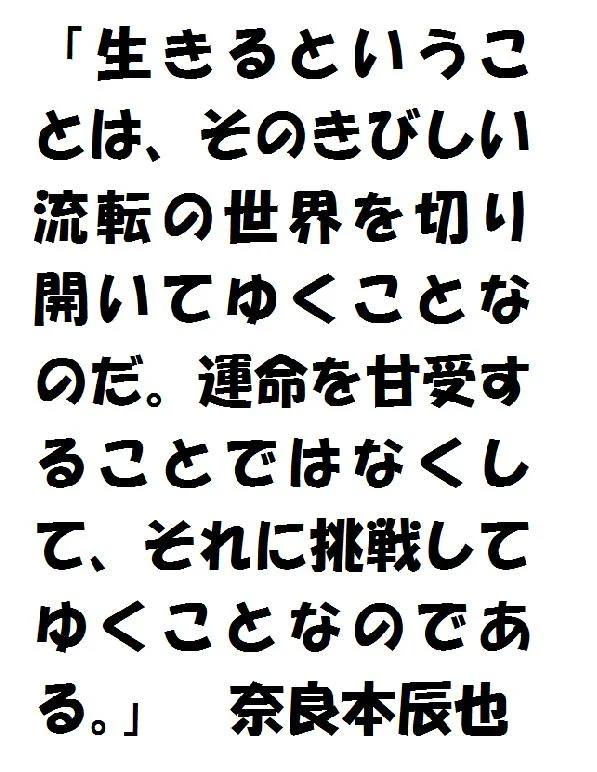 「生きるというこ
とは、そのきびしい
流転の世界を切り
開いてゆくことな
のだ。運命を甘受す
ることではなくし
て、それに挑戦して
ゆくことなのであ
る。」　奈良本辰也